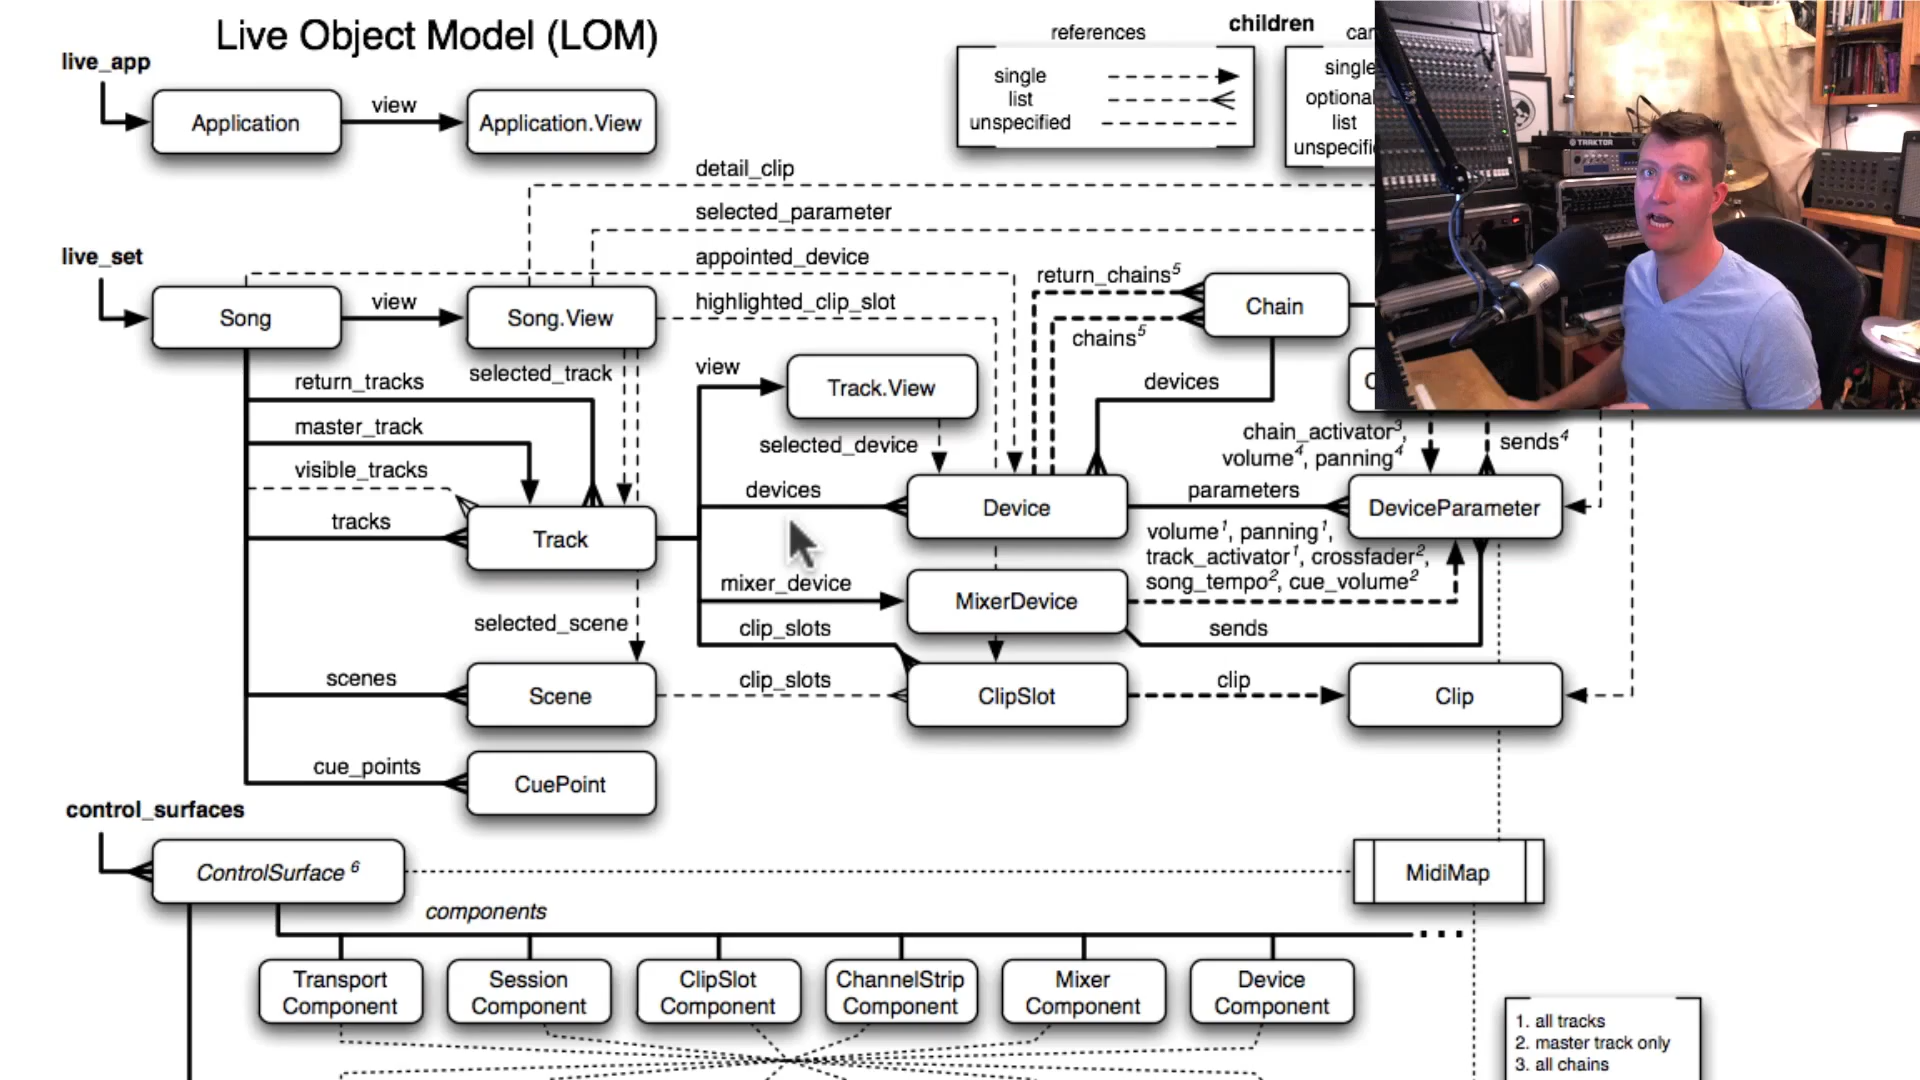 Live Object Model (LOM)
references
children
single
list
unspecified
single
optional
list
live_app
Application
view
Application.View
TRAKTOR
detail_clip
selected_parameter
live_set
appointed_device
highlighted_clip_slot
Song
view
Song.View
return_chains5
chains5
Chain
return_tracks
selected_track
view
Track.View
devices
master_track
selected_device
chain_activator3,
volume4, panning4
sends4
visible_tracks
devices
Device
parameters
DeviceParameter
tracks
Track
volume1, panning1,
track_activator1, crossfader2,
song_tempo2, cue_volume2
mixer_device
MixerDevice
selected_scene
clip_slots
sends
scenes
Scene
clip_slots
ClipSlot
clip
Clip
cue_points
CuePoint
control_surfaces
ControlSurface 6
MidiMap
components
Transport
Component
Session
Component
ClipSlot
Component
ChannelStrip
Component
Mixer
Component
Device
Component
1. all tracks
2. master track only
3. all chains